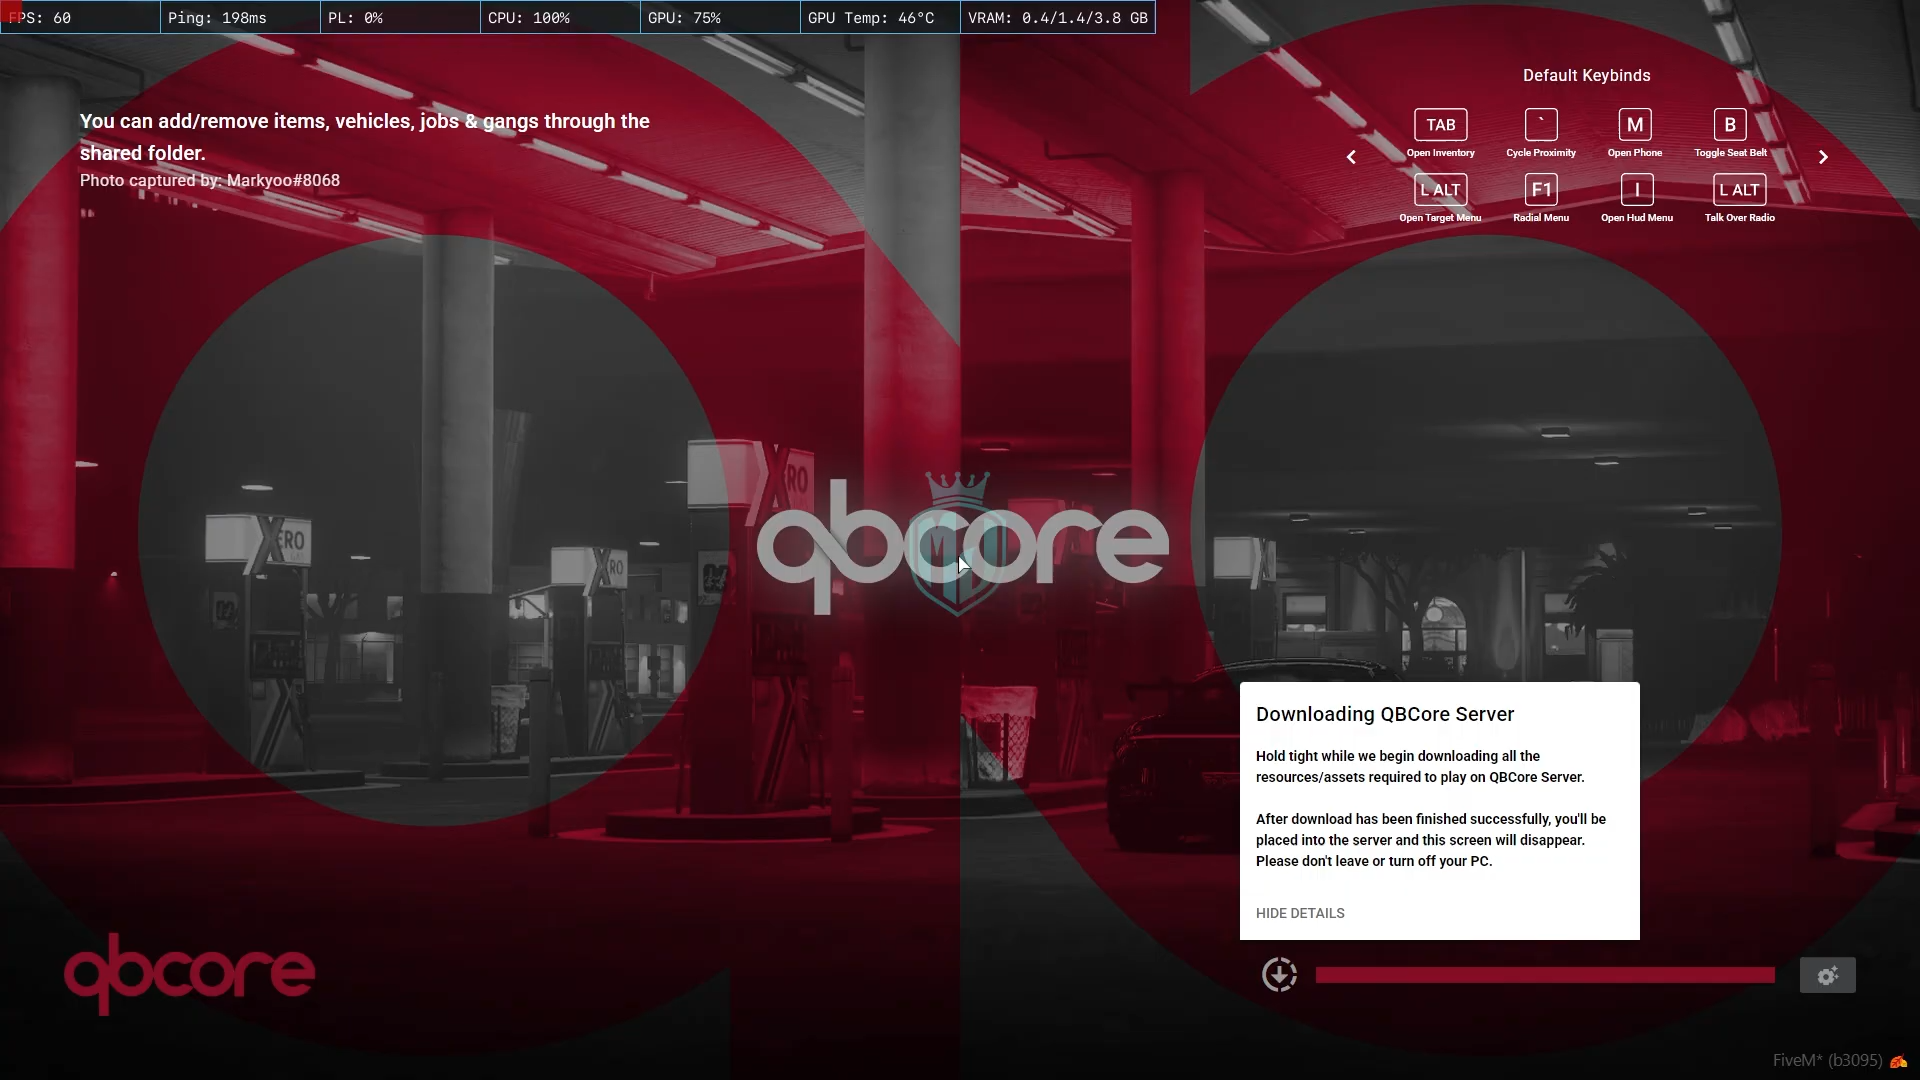 FPS: 60
Ping: 198ms
PL: 0%
CPU: 100%
GPU: 75%
GPU Temp: 46°C
VRAM: 0.4/1.4/3.8 GB
You can add/remove items, vehicles, jobs & gangs through the
shared folder.
Photo captured by: Markyoo#8068
Default Keybinds
TAB
`
M
B
Open Inventory
Cycle Proximity
Open Phone
Toggle Seat Belt
L ALT
F1
I
L ALT
Open Target Menu
Radial Menu
Open Hud Menu
Talk Over Radio
XERO
XERO
XERO
qbcore
Downloading QBCore Server
Hold tight while we begin downloading all the
resources/assets required to play on QBCore Server.
After download has been finished successfully, you'll be
placed into the server and this screen will disappear.
Please don't leave or turn off your PC.
HIDE DETAILS
qbcore
FiveM* (b3095)